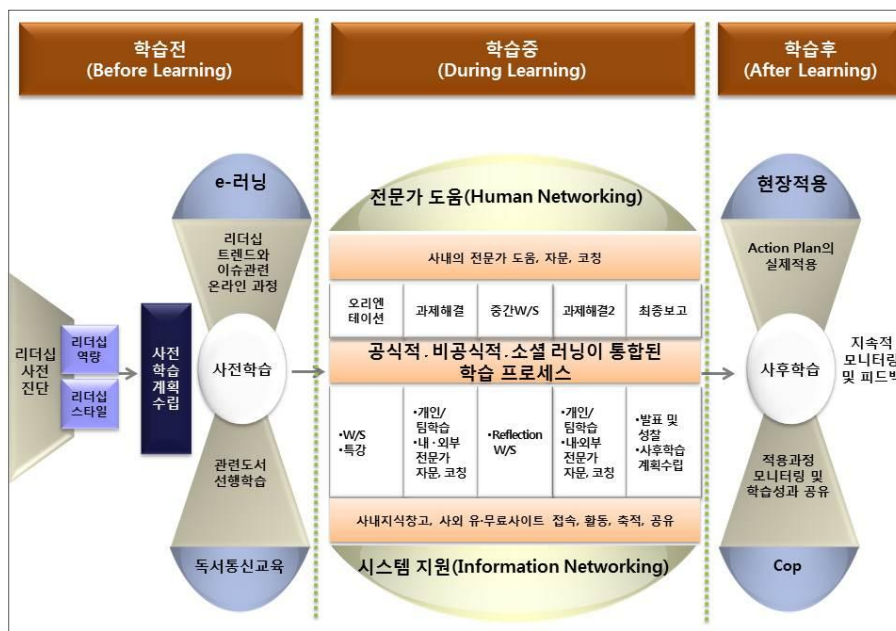 학습전
(Before Learning)
학습중
(During Learning)
학습후
(After Learning)
리더십
사전
진단
리더십
역량
리더십
스타일
사전
학습
계획
수립
e-러닝
리더십
트렌드와
이슈관련
온라인 과정
사전학습
관련도서
선행학습
독서통신교육
전문가 도움(Human Networking)
사내의 전문가 도움, 자문, 코칭
오리엔
테이션
과제해결
중간W/S
과제해결2
최종보고
공식적.비공식적.소셜 러닝이 통합된
학습 프로세스
•W/S
•특강
•개인/
팀학습
•내·외부
전문가
자문, 코칭
•Reflection
W/S
•개인/
팀학습
•내·외부
전문가
자문, 코칭
•발표 및
성찰
•사후학습
계획수립
사내지식창고, 사외 유·무료사이트 접속, 활동, 축적, 공유
시스템 지원(Information Networking)
현장적용
Action Plan의
실제적용
사후학습
적용과정
모니터링 및
학습성과 공유
Cop
지속적
모니터링
및 피드백